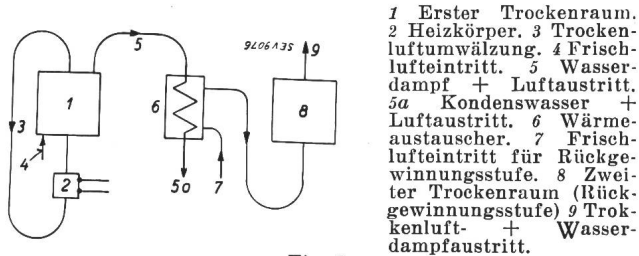 5
SEV9076
9
1
6
8
3
4
2
5a
7
1 Erster Trockenraum.
2 Heizkörper. 3 Trocken-
luftumwälzung. 4 Frisch-
lufteintritt. 5 Wasser-
dampf + Luftaustritt.
5a Kondenswasser +
Luftaustritt. 6 Wärme-
austauscher. 7 Frisch-
lufteintritt für Rückge-
winnungsstufe. 8 Zwei-
ter Trockenraum (Rück-
gewinnungsstufe) 9 Trok-
kenluft- + Wasser-
dampfaustritt.